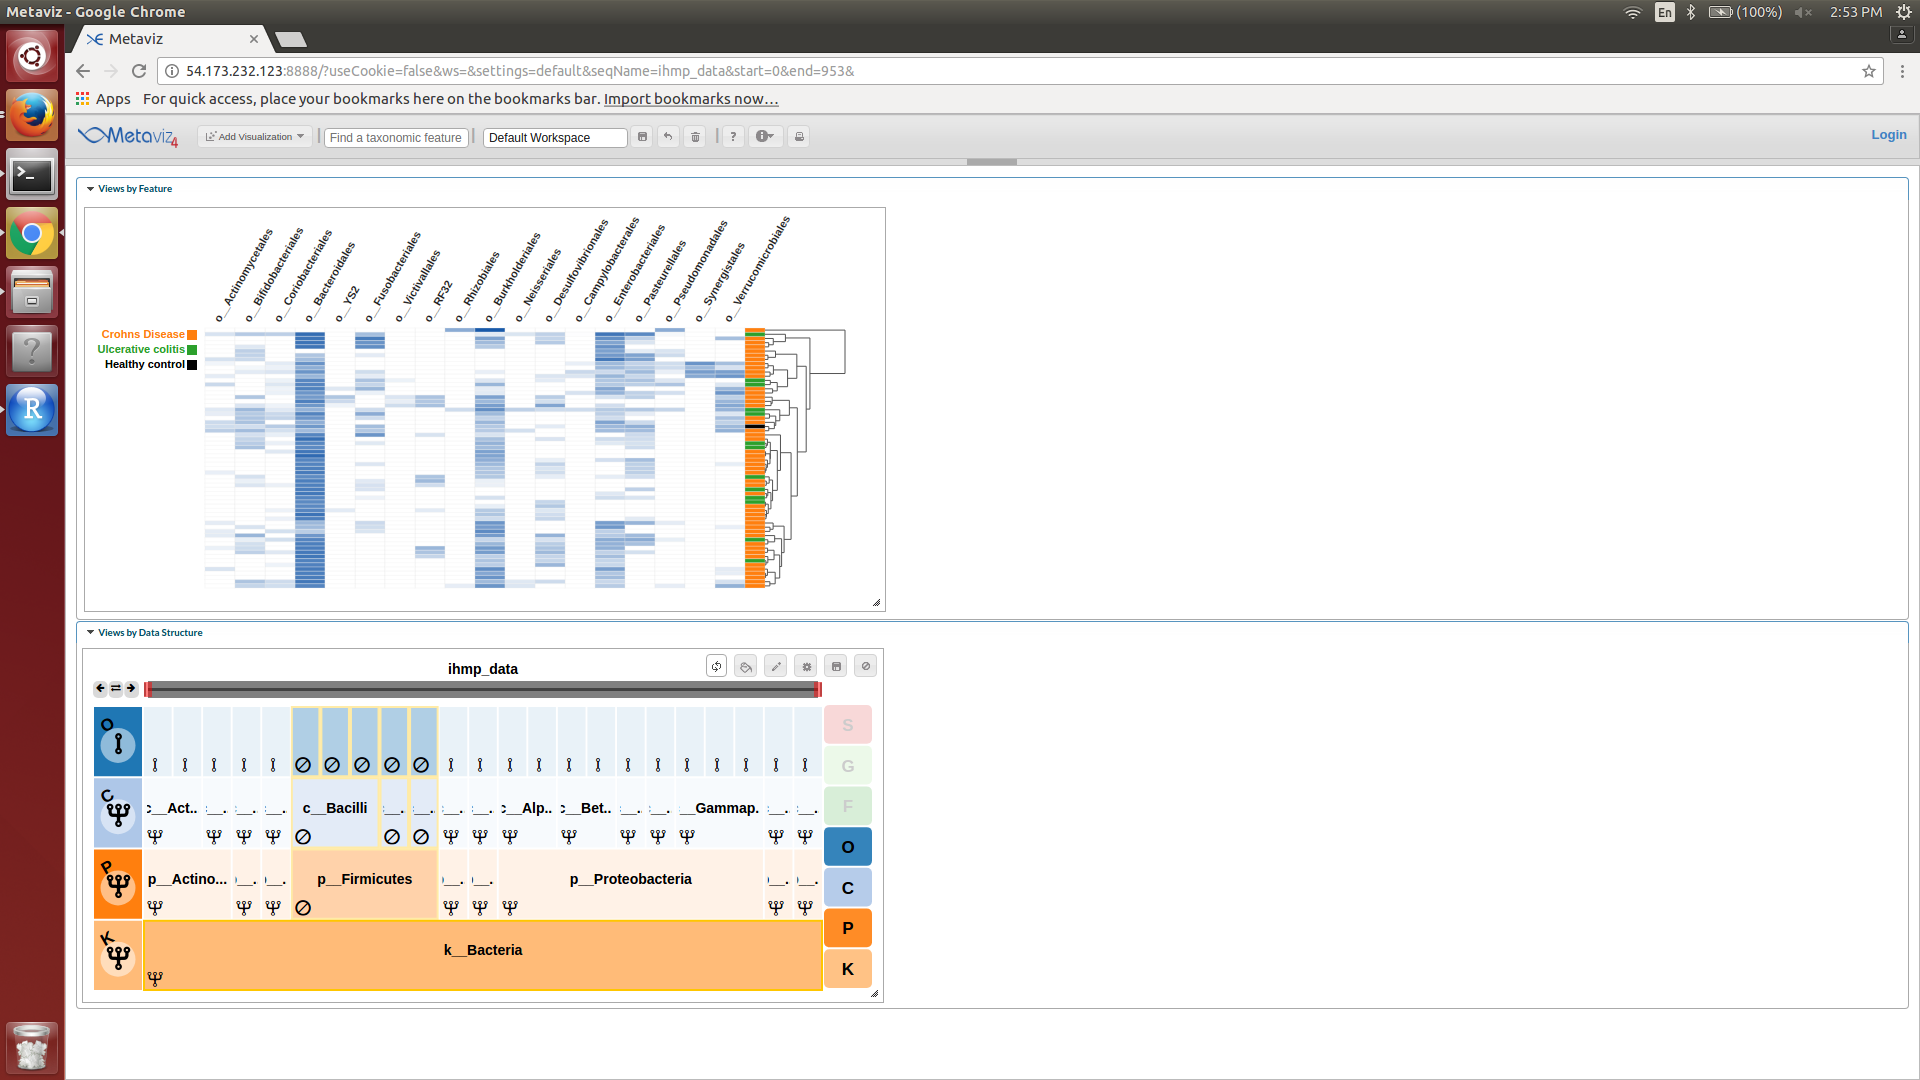 Metaviz - Google Chrome
En (100%) 2:53 PM
Metaviz
54.173.232.123:8888/?useCookie=false&ws=&settings=default&seqName=ihmp_data&start=0&end=953&
Apps For quick access, place your bookmarks here on the bookmarks bar. Import bookmarks now…
Metaviz 4 Add Visualization Find a taxonomic feature Default Workspace ? Login
Views by Feature
o__Actinomycetales
o__Bifidobacteriales
o__Coriobacteriales
o__Bacteroidales
o__YS2
o__Fusobacteriales
o__Victivallales
o__RF32
o__Rhizobiales
o__Burkholderiales
o__Neisseriales
o__Desulfovibrionales
o__Campylobacterales
o__Enterobacteriales
o__Pasteurellales
o__Pseudomonadales
o__Synergistales
o__Verrucomicrobiales
Crohns Disease
Ulcerative colitis
Healthy control
Views by Data Structure
ihmp_data
O
S
G
C c__Act.. c__Bacilli c__Alp.. c__Bet.. __Gammap.
F
O
P p__Actino... p__Firmicutes p__Proteobacteria
C
P
K k__Bacteria
K
R